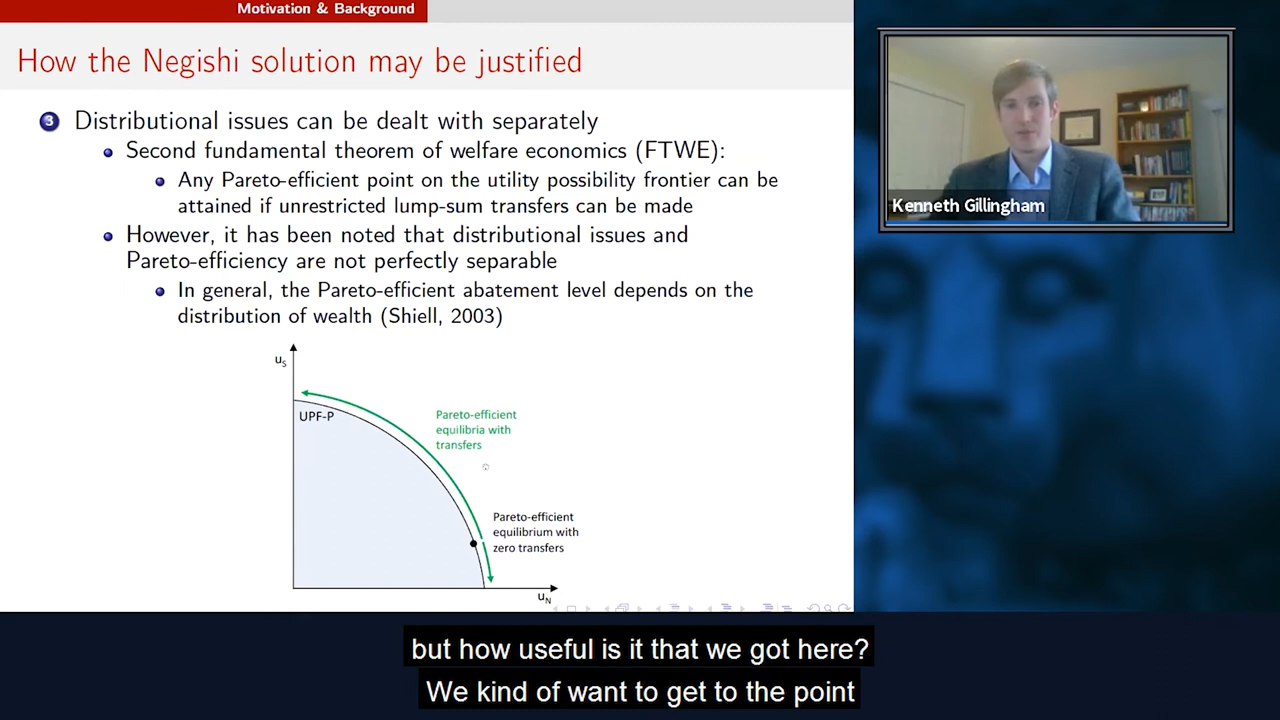 Motivation & Background
How the Negishi solution may be justified
3 Distributional issues can be dealt with separately
Second fundamental theorem of welfare economics (FTWE):
Any Pareto-efficient point on the utility possibility frontier can be
attained if unrestricted lump-sum transfers can be made
However, it has been noted that distributional issues and
Pareto-efficiency are not perfectly separable
In general, the Pareto-efficient abatement level depends on the
distribution of wealth (Shiell, 2003)
uS
UPF-P
Pareto-efficient
equilibria with
transfers
Pareto-efficient
equilibrium with
zero transfers
uN
Kenneth Gillingham
but how useful is it that we got here?
We kind of want to get to the point